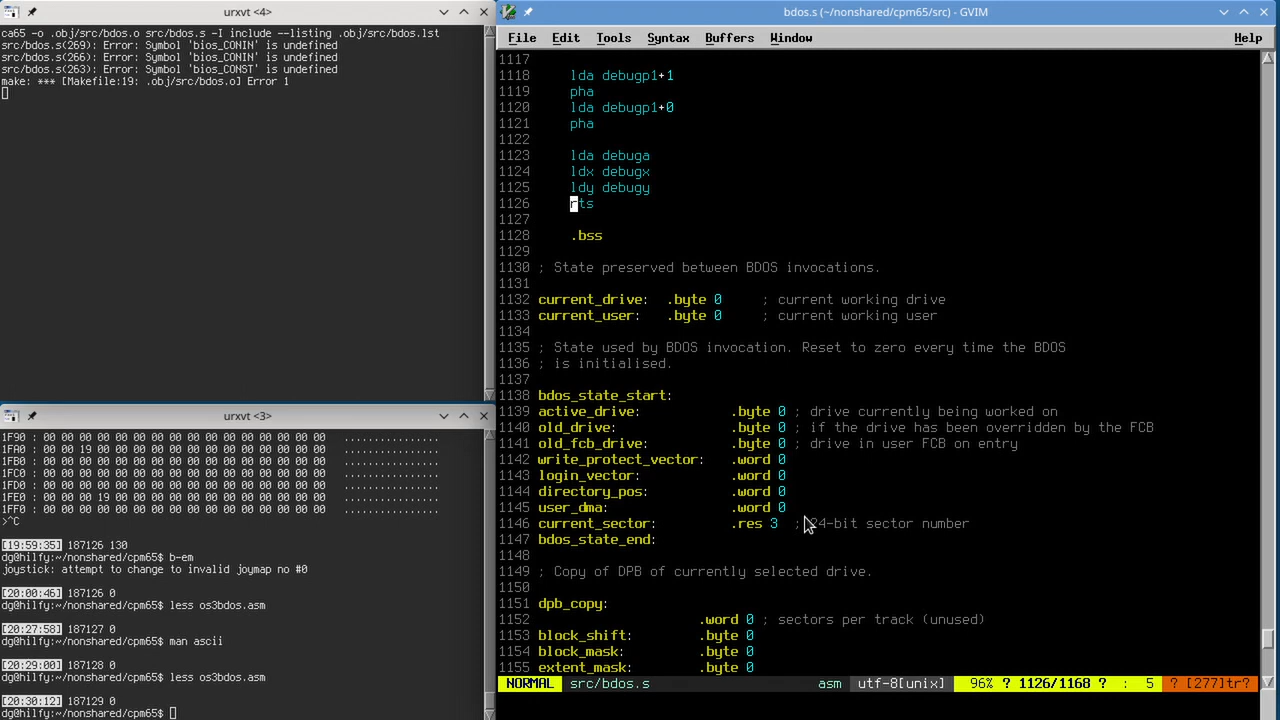 urxvt <4>
ca65 -o .obj/src/bdos.o src/bdos.s -I include --listing .obj/src/bdos.lst
src/bdos.s(269): Error: Symbol 'bios_CONIN' is undefined
src/bdos.s(266): Error: Symbol 'bios_CONIN' is undefined
src/bdos.s(263): Error: Symbol 'bios_CONST' is undefined
make: *** [Makefile:19: .obj/src/bdos.o] Error 1
urxvt <3>
1F90 : 00 00 00 00 00 00 00 00 00 00 00 00 00 00 00 00 ................
1FA0 : 00 00 19 00 00 00 00 00 00 00 00 00 00 00 00 00 ................
1FB0 : 00 00 00 00 00 00 00 00 00 00 00 00 00 00 00 00 ................
1FC0 : 00 00 00 00 00 00 00 00 00 00 00 00 00 00 00 00 ................
1FD0 : 00 00 00 00 00 00 00 00 00 00 00 00 00 00 00 00 ................
1FE0 : 00 00 00 19 00 00 00 00 00 00 00 00 00 00 00 00 ................
1FF0 : 00 00 00 00 00 00 00 00 00 00 00 00 00 00 00 00 ................
>^C
[19:59:35] 187126 130
dg@hilfy:~/nonshared/cpm65$ b-em
joystick: attempt to change to invalid joymap no #0
[20:00:46] 187126 0
dg@hilfy:~/nonshared/cpm65$ less os3bdos.asm
[20:27:58] 187127 0
dg@hilfy:~/nonshared/cpm65$ man ascii
[20:29:00] 187128 0
dg@hilfy:~/nonshared/cpm65$ less os3bdos.asm
[20:30:12] 187129 0
dg@hilfy:~/nonshared/cpm65$
bdos.s (~/nonshared/cpm65/src) - GVIM
File Edit Tools Syntax Buffers Window Help
1117
1118 lda debugp1+1
1119 pha
1120 lda debugp1+0
1121 pha
1122
1123 lda debuga
1124 ldx debugx
1125 ldy debugy
1126 rts
1127
1128 .bss
1129
1130 ; State preserved between BDOS invocations.
1131
1132 current_drive: .byte 0 ; current working drive
1133 current_user: .byte 0 ; current working user
1134
1135 ; State used by BDOS invocation. Reset to zero every time the BDOS
1136 ; is initialised.
1137
1138 bdos_state_start:
1139 active_drive: .byte 0 ; drive currently being worked on
1140 old_drive: .byte 0 ; if the drive has been overridden by the FCB
1141 old_fcb_drive: .byte 0 ; drive in user FCB on entry
1142 write_protect_vector: .word 0
1143 login_vector: .word 0
1144 directory_pos: .word 0
1145 user_dma: .word 0
1146 current_sector: .res 3 ; 24-bit sector number
1147 bdos_state_end:
1148
1149 ; Copy of DPB of currently selected drive.
1150
1151 dpb_copy:
1152 .word 0 ; sectors per track (unused)
1153 block_shift: .byte 0
1154 block_mask: .byte 0
1155 extent_mask: .byte 0
NORMAL src/bdos.s asm utf-8[unix] 96% ? 1126/1168 ? : 5 ? [277]tr?